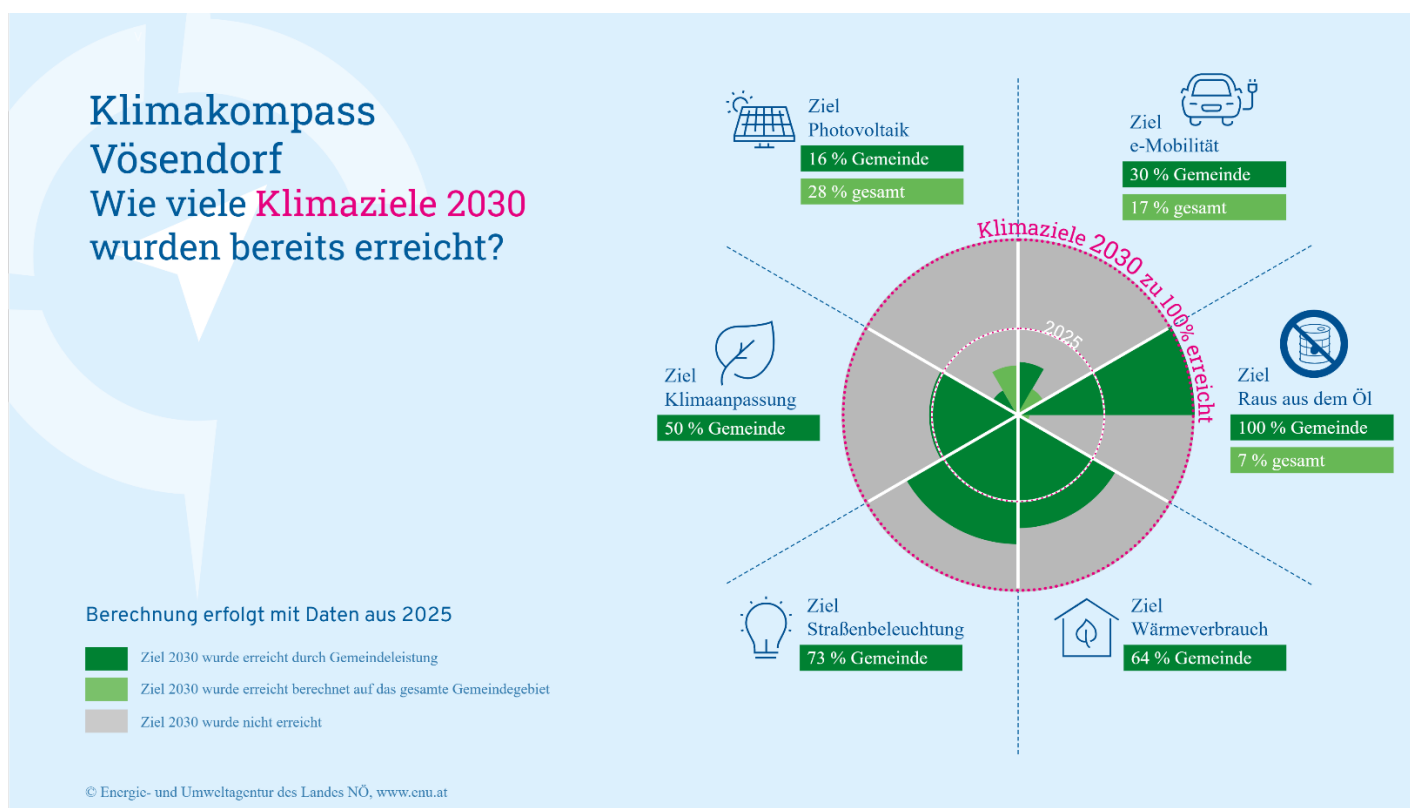 Klimakompass
Vösendorf
Wie viele Klimaziele 2030
wurden bereits erreicht?
Ziel
Photovoltaik
16 % Gemeinde
28 % gesamt
Ziel
e-Mobilität
30 % Gemeinde
17 % gesamt
Klimaziele 2030 zu 100% erreicht
2025
Ziel
Klimaanpassung
50 % Gemeinde
Ziel
Raus aus dem Öl
100 % Gemeinde
7 % gesamt
Ziel
Straßenbeleuchtung
73 % Gemeinde
Ziel
Wärmeverbrauch
64 % Gemeinde
Berechnung erfolgt mit Daten aus 2025
Ziel 2030 wurde erreicht durch Gemeindeleistung
Ziel 2030 wurde erreicht berechnet auf das gesamte Gemeindegebiet
Ziel 2030 wurde nicht erreicht
© Energie- und Umweltagentur des Landes NÖ, www.enu.at